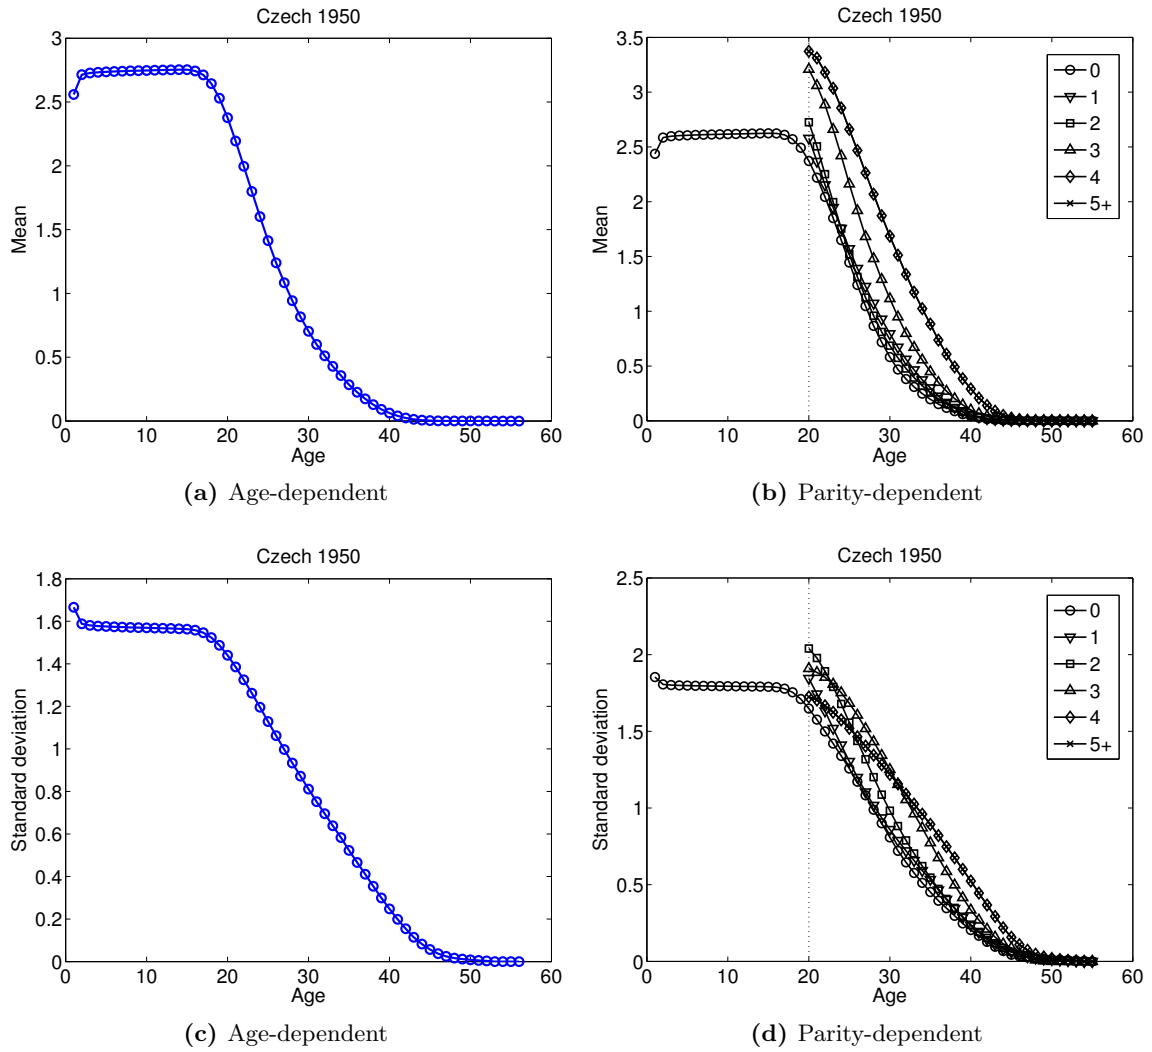 Czech 1950
3
2.5
2
1.5
1
0.5
0
0 10 20 30 40 50 60
Mean
Age
(a) Age-dependent
Czech 1950
3.5
3
2.5
2
1.5
1
0.5
0
0 10 20 30 40 50 60
Mean
Age
0
1
2
3
4
5+
(b) Parity-dependent
Czech 1950
1.8
1.6
1.4
1.2
1
0.8
0.6
0.4
0.2
0
0 10 20 30 40 50 60
Standard deviation
Age
(c) Age-dependent
Czech 1950
2.5
2
1.5
1
0.5
0
0 10 20 30 40 50 60
Standard deviation
Age
0
1
2
3
4
5+
(d) Parity-dependent